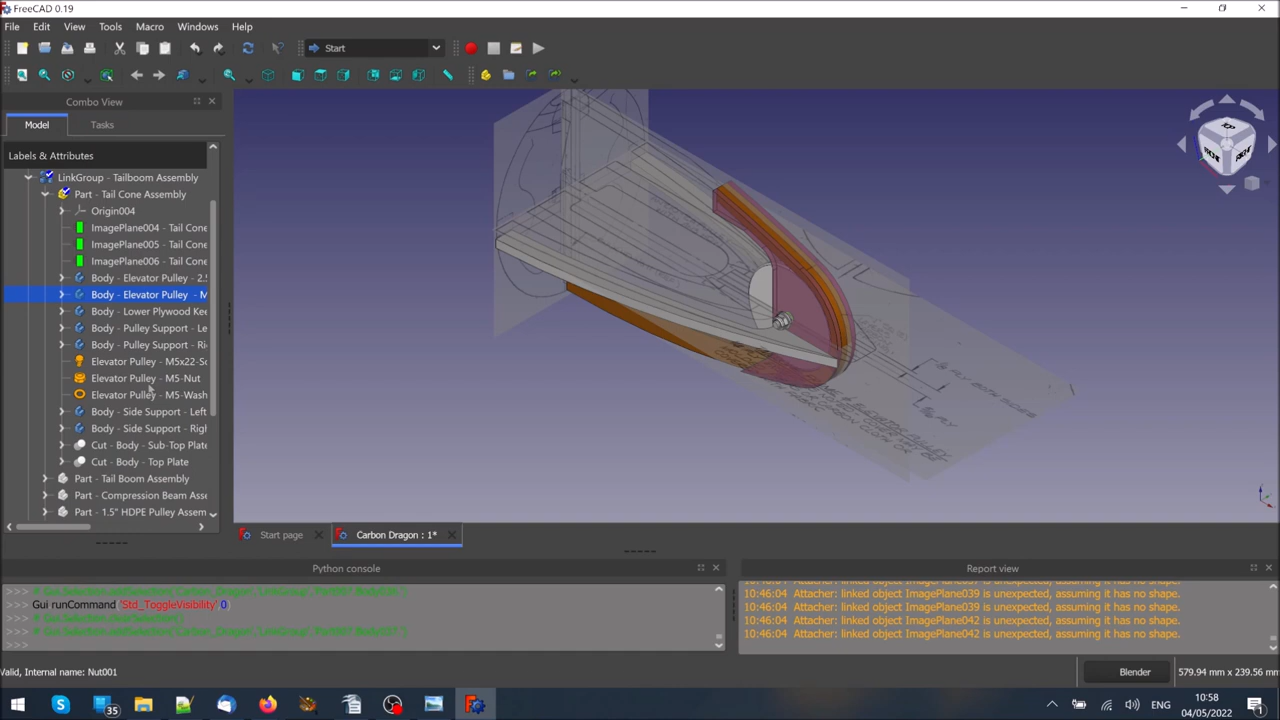 FreeCAD 0.19
File Edit View Tools Macro Windows Help
Start
Combo View
Model Tasks
Labels & Attributes
LinkGroup - Tailboom Assembly
Part - Tail Cone Assembly
Origin004
ImagePlane004 - Tail Cone
ImagePlane005 - Tail Cone
ImagePlane006 - Tail Cone
Body - Elevator Pulley - 2.5
Body - Elevator Pulley - M
Body - Lower Plywood Kee
Body - Pulley Support - Le
Body - Pulley Support - Ri
Elevator Pulley - M5x22-Sc
Elevator Pulley - M5-Nut
Elevator Pulley - M5-Wash
Body - Side Support - Left
Body - Side Support - Righ
Cut - Body - Sub-Top Plate
Cut - Body - Top Plate
Part - Tail Boom Assembly
Part - Compression Beam Asse
Part - 1.5" HDPE Pulley Assem
TOP
Start page
Carbon Dragon : 1*
Python console
>>> Gui.runCommand('Std_ToggleVisibility',0)
>>> # Gui.Selection.clearSelection()
>>>
Report view
10:46:04 Attacher: linked object ImagePlane039 is unexpected, assuming it has no shape.
10:46:04 Attacher: linked object ImagePlane039 is unexpected, assuming it has no shape.
10:46:04 Attacher: linked object ImagePlane042 is unexpected, assuming it has no shape.
10:46:04 Attacher: linked object ImagePlane042 is unexpected, assuming it has no shape.
Valid, Internal name: Nut001
Blender
579.94 mm x 239.56 mm
35
ENG
10:58
04/05/2022
1